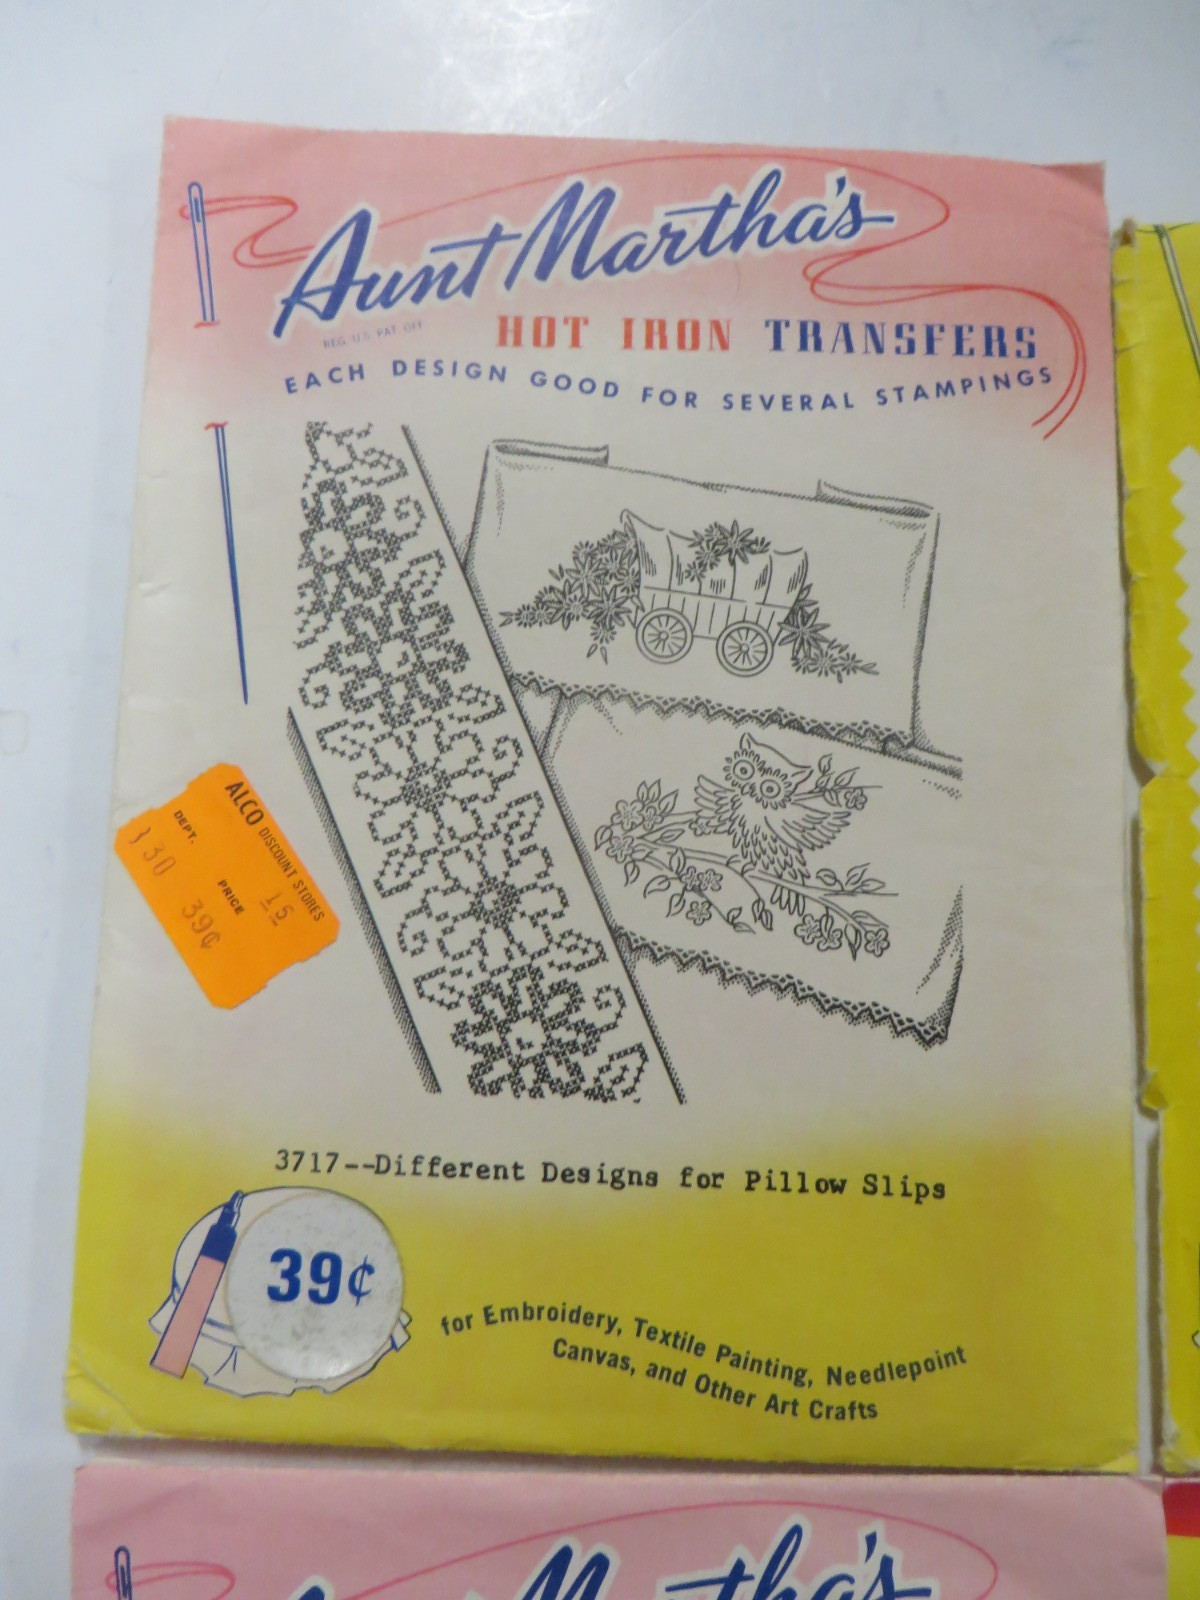 Aunt Martha's
REG. U.S. PAT. OFF
HOT IRON TRANSFERS
EACH DESIGN GOOD FOR SEVERAL STAMPINGS
ALCO DISCOUNT STORES
DEPT.
PRICE
15
39¢
3717--Different Designs for Pillow Slips
39¢
for Embroidery, Textile Painting, Needlepoint
Canvas, and Other Art Crafts
Martha's